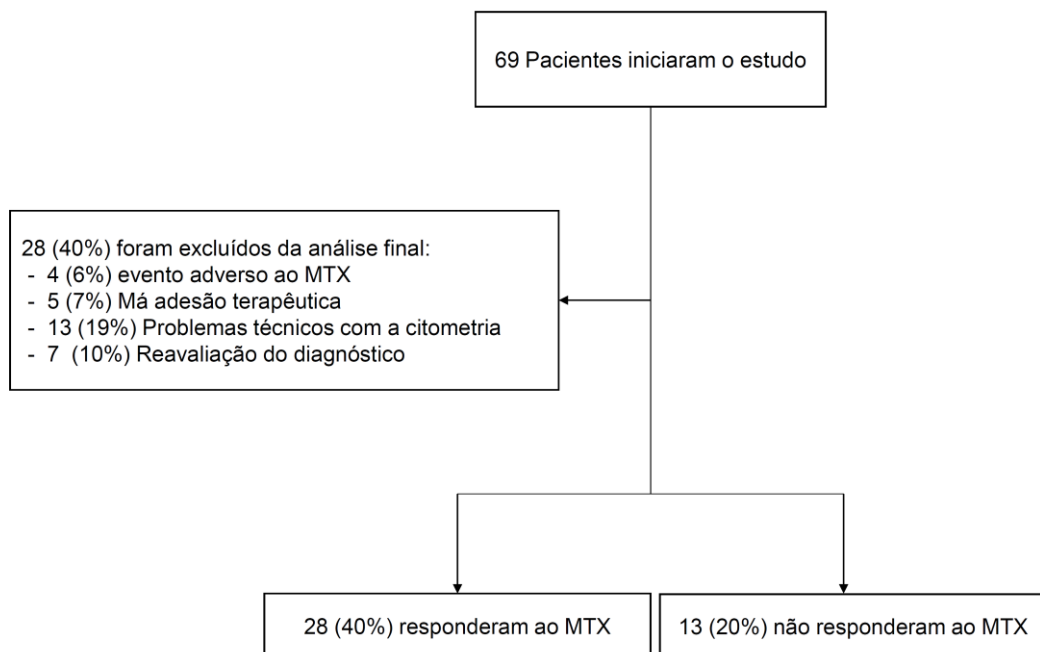 69 Pacientes iniciaram o estudo
28 (40%) foram excluídos da análise final:
- 4 (6%) evento adverso ao MTX
- 5 (7%) Má adesão terapêutica
- 13 (19%) Problemas técnicos com a citometria
- 7 (10%) Reavaliação do diagnóstico
28 (40%) responderam ao MTX
13 (20%) não responderam ao MTX